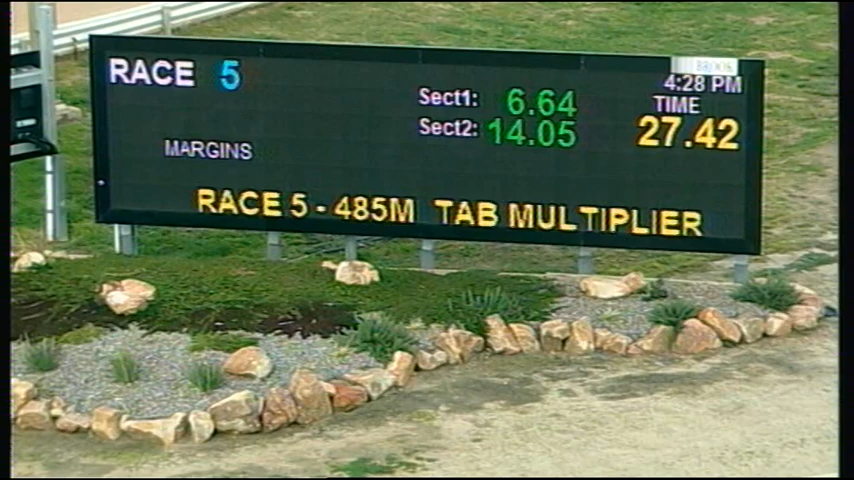 BROOK
RACE 5
4:28 PM
Sect1: 6.64
TIME
Sect2: 14.05
27.42
MARGINS
RACE 5 - 485M TAB MULTIPLIER